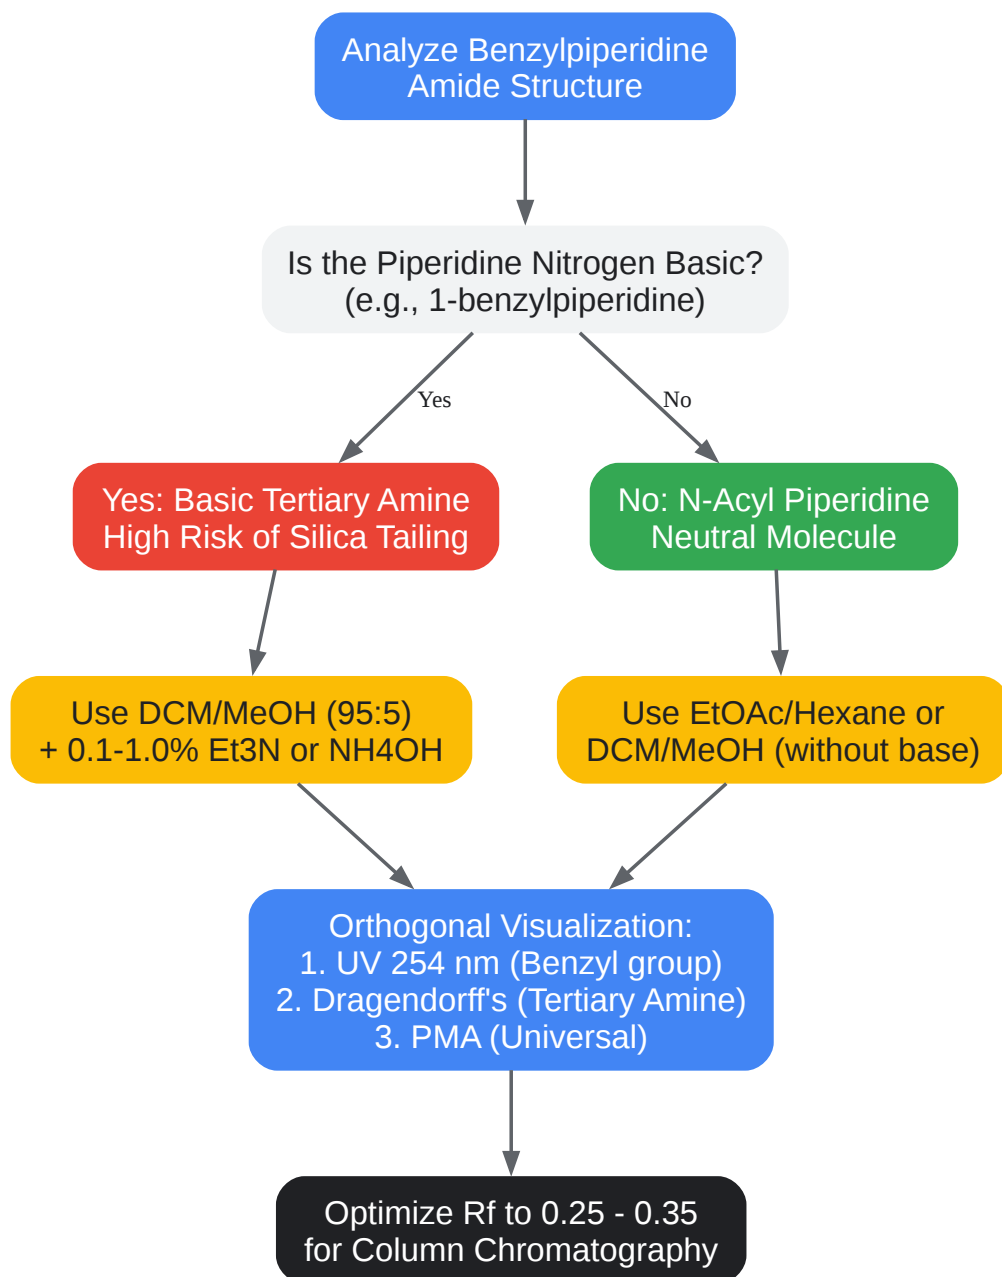 Analyze Benzylpiperidine
Amide Structure
Is the Piperidine Nitrogen Basic?
(e.g., 1-benzylpiperidine)
Yes
No
Yes: Basic Tertiary Amine
High Risk of Silica Tailing
No: N-Acyl Piperidine
Neutral Molecule
Use DCM/MeOH (95:5)
+ 0.1-1.0% Et3N or NH4OH
Use EtOAc/Hexane or
DCM/MeOH (without base)
Orthogonal Visualization:
1. UV 254 nm (Benzyl group)
2. Dragendorff's (Tertiary Amine)
3. PMA (Universal)
Optimize Rf to 0.25 - 0.35
for Column Chromatography